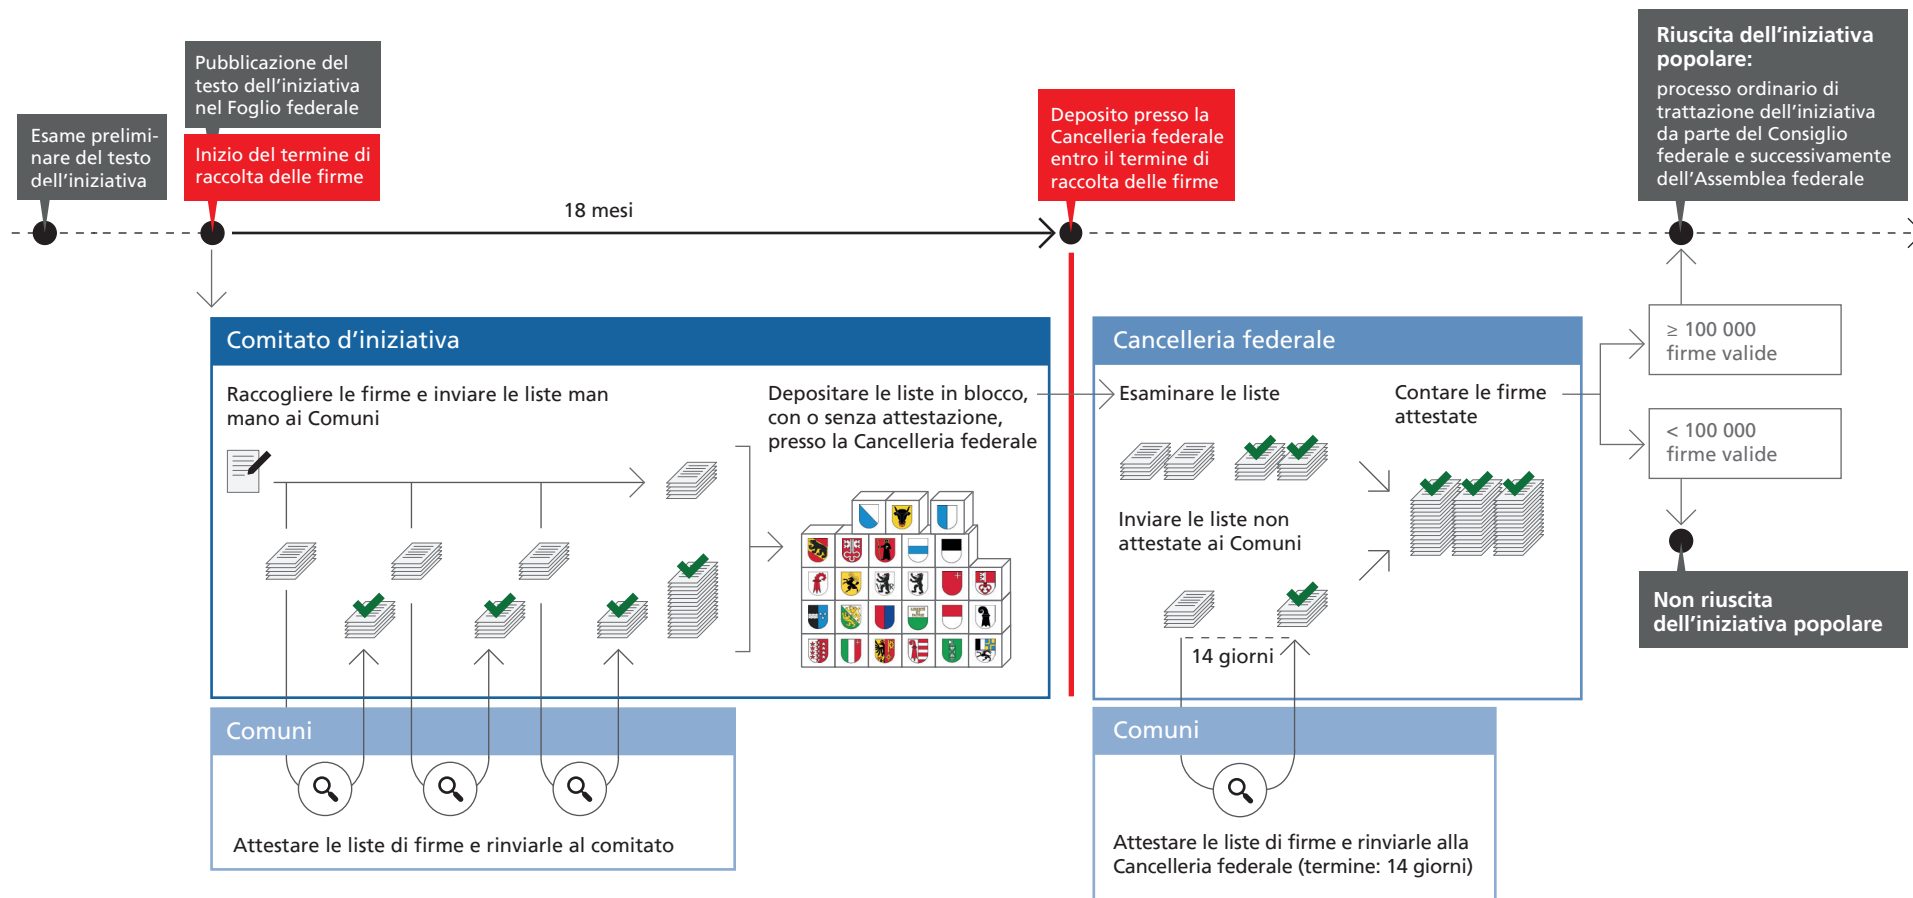 Esame prelimi-
nare del testo
dell’iniziativa
Pubblicazione del
testo dell’iniziativa
nel Foglio federale
Inizio del termine di
raccolta delle firme
18 mesi
Deposito presso la
Cancelleria federale
entro il termine di
raccolta delle firme
Riuscita dell’iniziativa
popolare:
processo ordinario di
trattazione dell’iniziativa
da parte del Consiglio
federale e successivamente
dell’Assemblea federale
Comitato d’iniziativa
Raccogliere le firme e inviare le liste man
mano ai Comuni
Depositare le liste in blocco,
con o senza attestazione,
presso la Cancelleria federale
Comuni
Attestare le liste di firme e rinviarle al comitato
Cancelleria federale
Esaminare le liste
Contare le firme
attestate
Inviare le liste non
attestate ai Comuni
14 giorni
Comuni
Attestare le liste di firme e rinviarle alla
Cancelleria federale (termine: 14 giorni)
≥ 100 000
firme valide
< 100 000
firme valide
Non riuscita
dell’iniziativa popolare